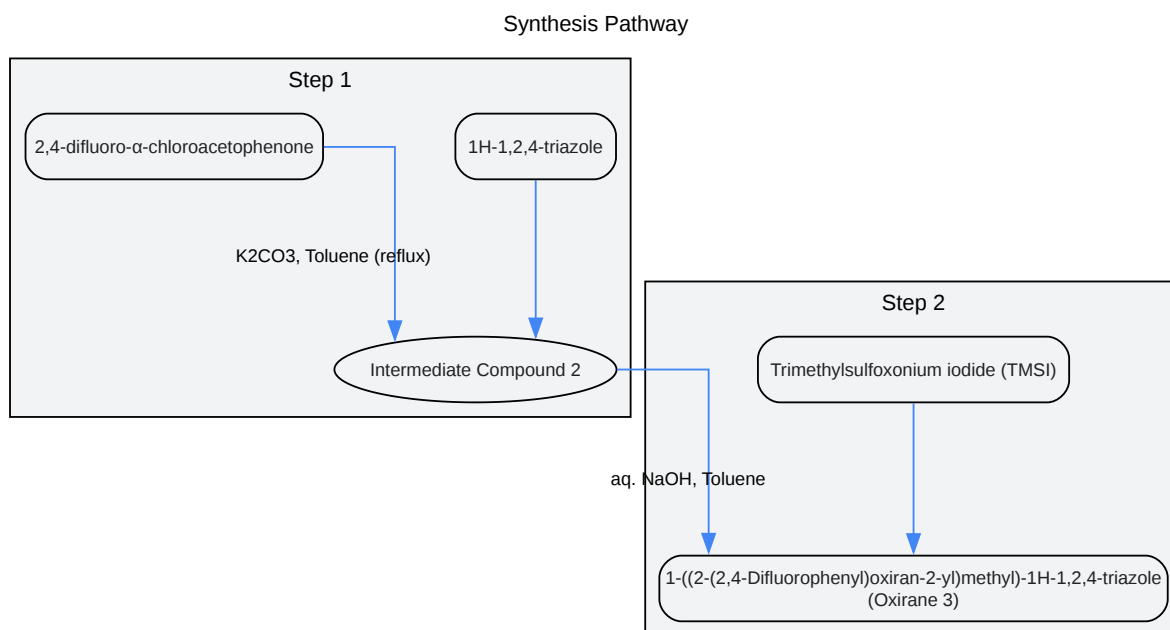 Synthesis Pathway
Step 1
2,4-difluoro-α-chloroacetophenone
1H-1,2,4-triazole
K2CO3, Toluene (reflux)
Intermediate Compound 2
Step 2
Trimethylsulfoxonium iodide (TMSI)
aq. NaOH, Toluene
1-((2-(2,4-Difluorophenyl)oxiran-2-yl)methyl)-1H-1,2,4-triazole
(Oxirane 3)